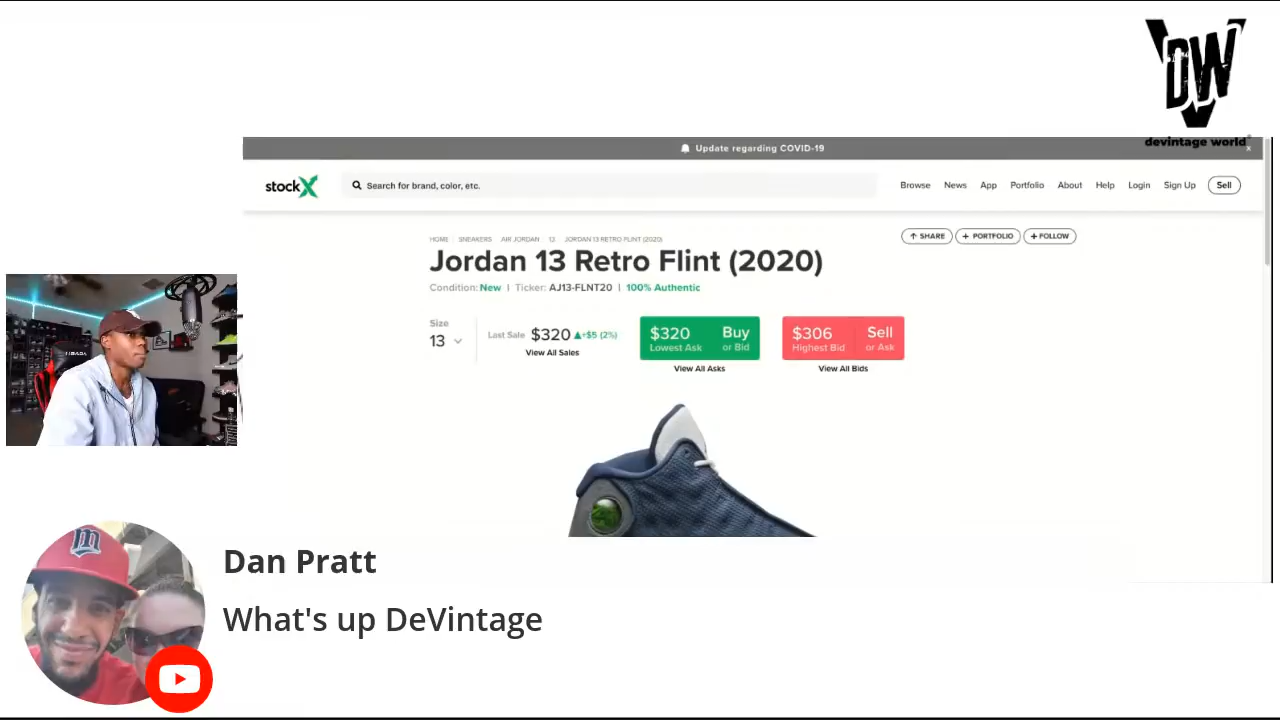 DW
devintage world
Update regarding COVID-19
x
stockX
Search for brand, color, etc.
Browse News App Portfolio About Help Login Sign Up Sell
HOME SNEAKERS AIR JORDAN 13 JORDAN 13 RETRO FLINT (2020)
SHARE + PORTFOLIO + FOLLOW
Jordan 13 Retro Flint (2020)
Condition: New | Ticker: AJ13-FLNT20 | 100% Authentic
Size
13
Last Sale $320 ▲+$5 (2%)
View All Sales
$320 Buy
Lowest Ask or Bid
View All Asks
$306 Sell
Highest Bid or Ask
View All Bids
Dan Pratt
What's up DeVintage